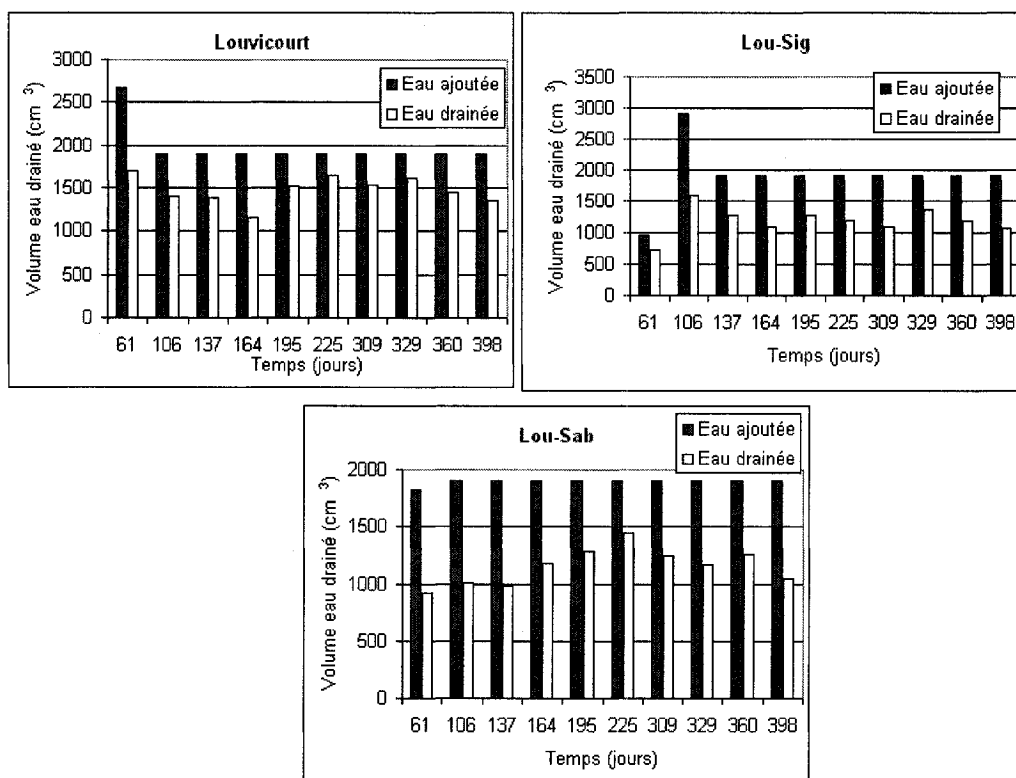 Louvicourt
Eau ajoutée
Eau drainée
Volume eau drainé (cm 3)
3000
2500
2000
1500
1000
500
0
61 106 137 164 195 225 309 329 360 398
Temps (jours)
Lou-Sig
Eau ajoutée
Eau drainée
Volume eau drainé (cm 3)
3500
3000
2500
2000
1500
1000
500
0
61 106 137 164 195 225 309 329 360 398
Temps (jours)
Lou-Sab
Eau ajoutée
Eau drainée
Volume eau drainé (cm 3)
2000
1500
1000
500
0
61 106 137 164 195 225 309 329 360 398
Temps (jours)